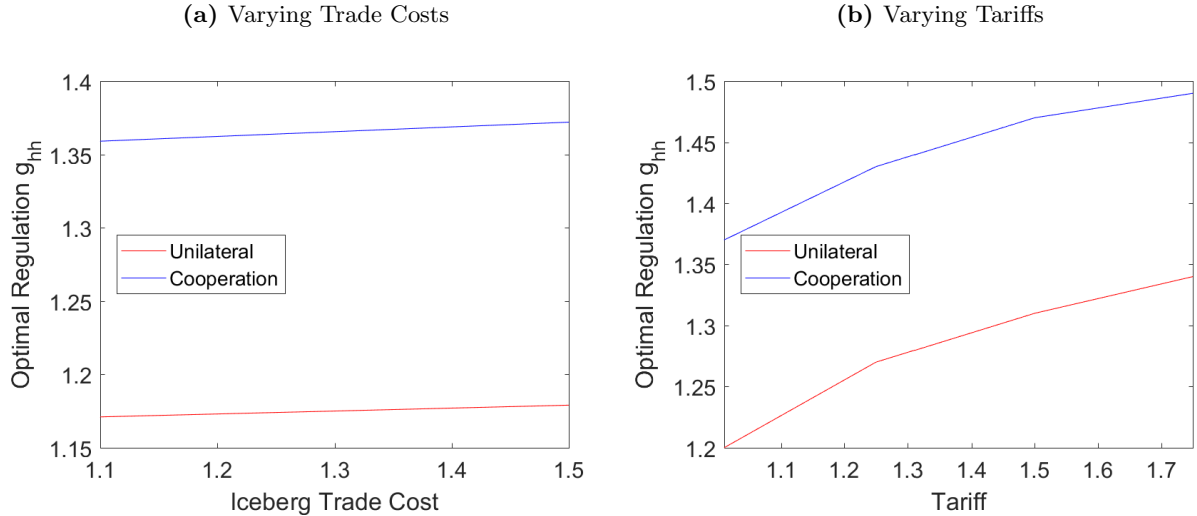 (a) Varying Trade Costs
1.4
1.35
1.3
1.25
1.2
1.15
Optimal Regulation g_hh
Unilateral
Cooperation
1.1 1.2 1.3 1.4 1.5
Iceberg Trade Cost
(b) Varying Tariffs
1.5
1.45
1.4
1.35
1.3
1.25
1.2
Optimal Regulation g_hh
Unilateral
Cooperation
1.1 1.2 1.3 1.4 1.5 1.6 1.7
Tariff